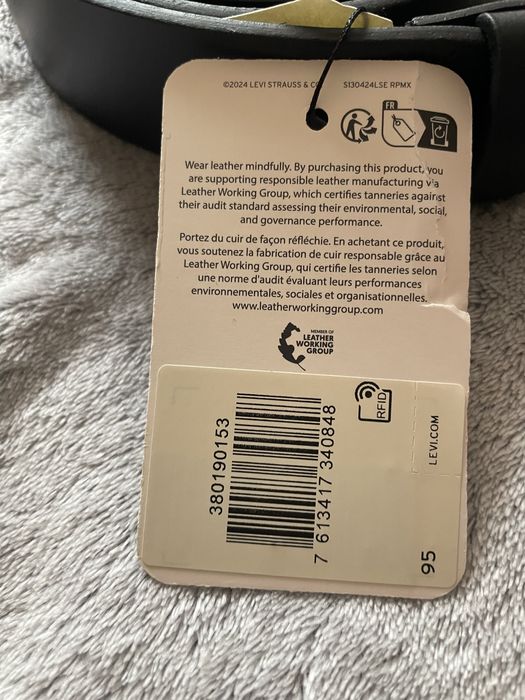 ©2024 LEVI STRAUSS & CO
S130424LSE RPMX
FR
Wear leather mindfully. By purchasing this product, you
are supporting responsible leather manufacturing via
Leather Working Group, which certifies tanneries against
their audit standard assessing their environmental, social,
and governance performance.
Portez du cuir de façon réfléchie. En achetant ce produit,
vous soutenez la fabrication de cuir responsable grâce au
Leather Working Group, qui certifie les tanneries selon
une norme d'audit évaluant leurs performances
environnementales, sociales et organisationnelles.
www.leatherworkinggroup.com
MEMBER OF
LEATHER
WORKING
GROUP
380190153
7 613417 340848
RFID
LEVI.COM
95